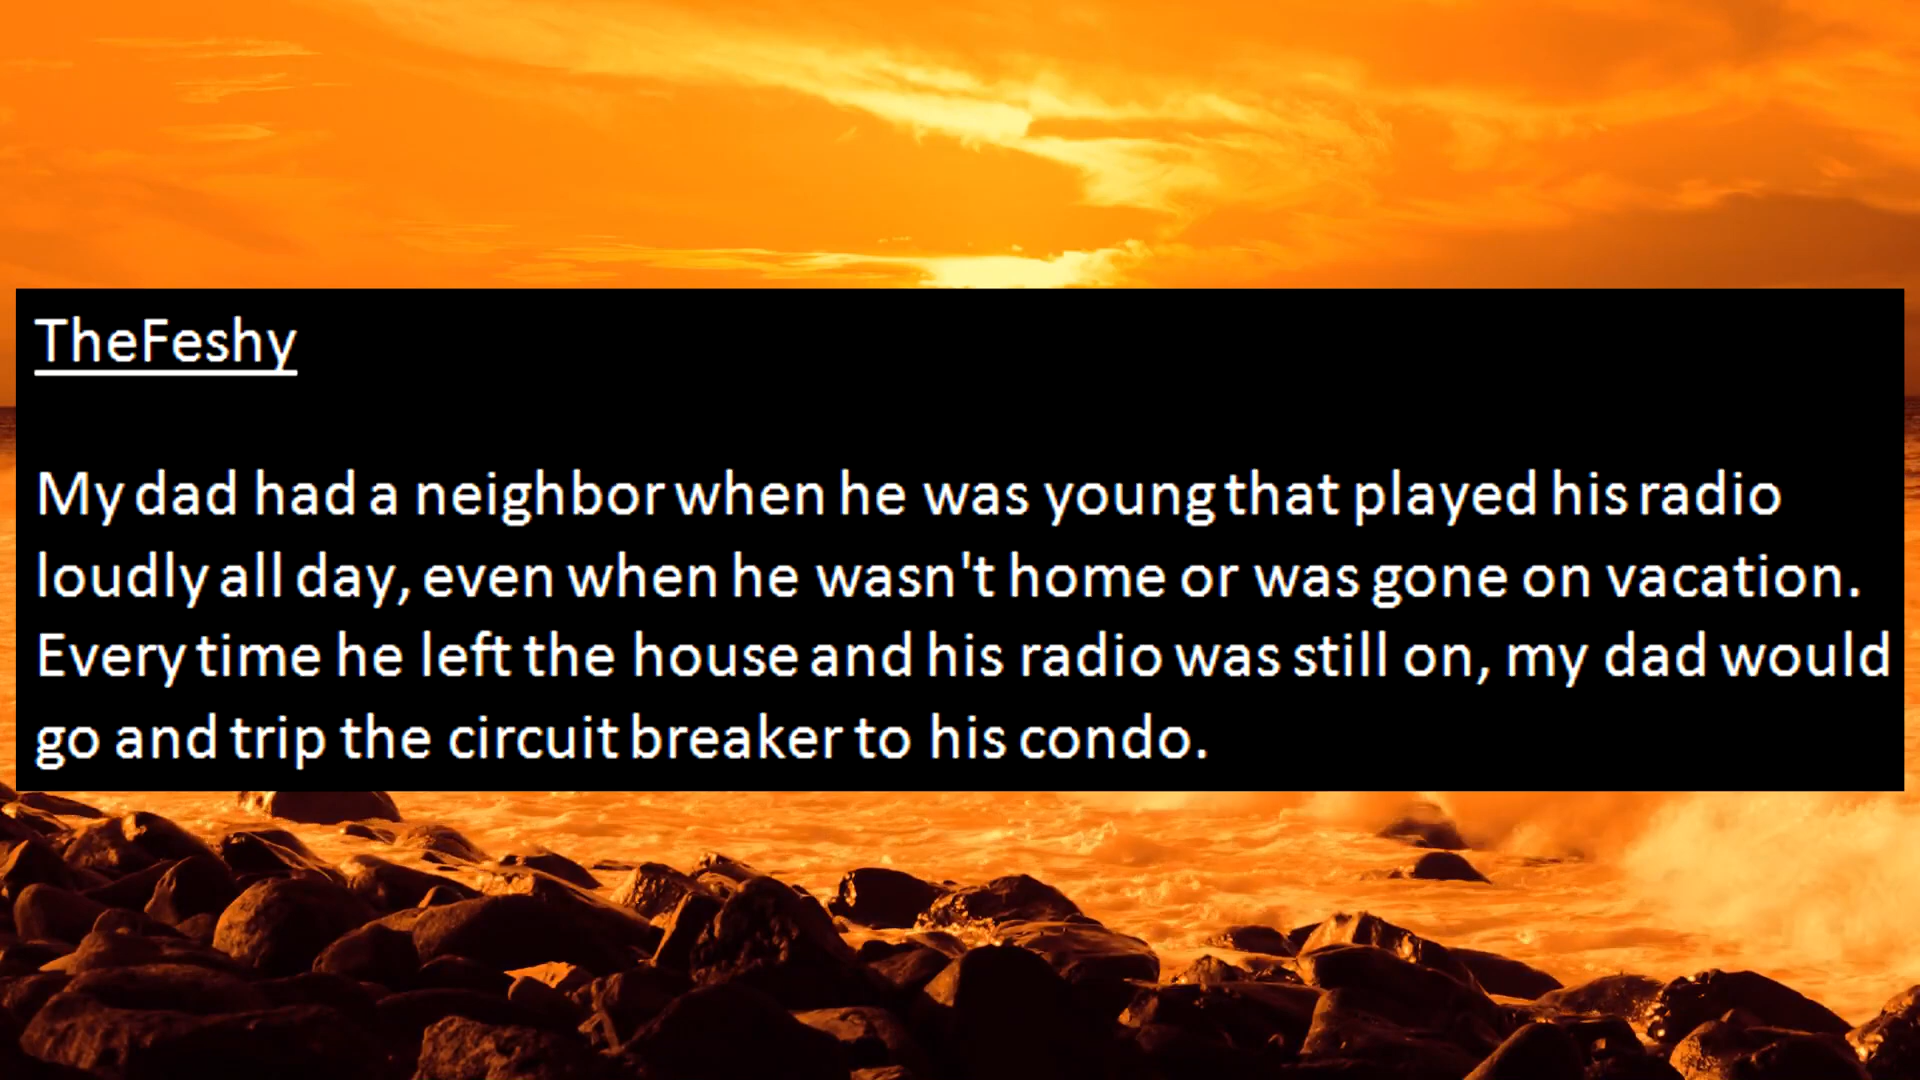 TheFeshy
My dad had a neighbor when he was young that played his radio
loudly all day, even when he wasn't home or was gone on vacation.
Every time he left the house and his radio was still on, my dad would
go and trip the circuit breaker to his condo.